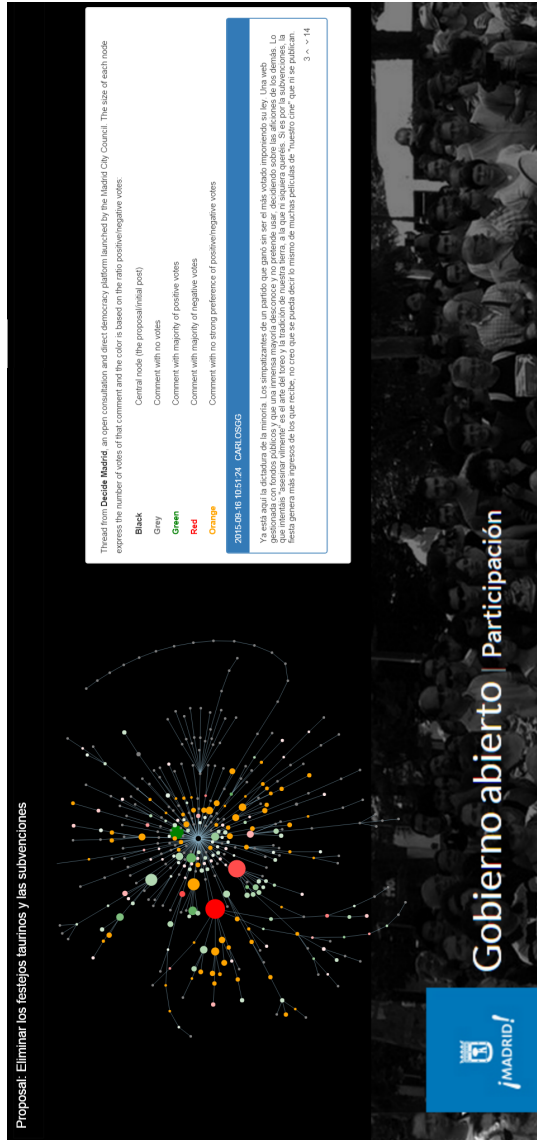 Proposal: Eliminar los festejos taurinos y las subvenciones
Thread from Decide Madrid, an open consultation and direct democracy platform launched by the Madrid City Council. The size of each node
express the number of votes of that comment and the color is based on the ratio positive/negative votes:
Black Central node (the proposal/initial post)
Grey Comment with no votes
Green Comment with majority of positive votes
Red Comment with majority of negative votes
Orange Comment with no strong preference of positive/negative votes
2015-09-16 10:51:24 CARLOSGG
Ya está aquí la dictadura de la minoría. Los simpatizantes de un partido que ganó sin ser el más votado imponiendo su ley. Una web
gestionada con fondos públicos y que una inmensa mayoría desconoce y no pretende usar, decidiendo sobre las aficiones de los demás. Lo
que intentáis "asesinar vilmente" es el arte del toreo y la tradición de nuestra tierra, a la que ni siquiera queréis. Si es por la subvenciones, la
fiesta genera más ingresos de los que recibe, no creo que se pueda decir lo mismo de muchas películas de "nuestro cine" que ni se publican.
3 14
¡MADRID!
Gobierno abierto | Participación